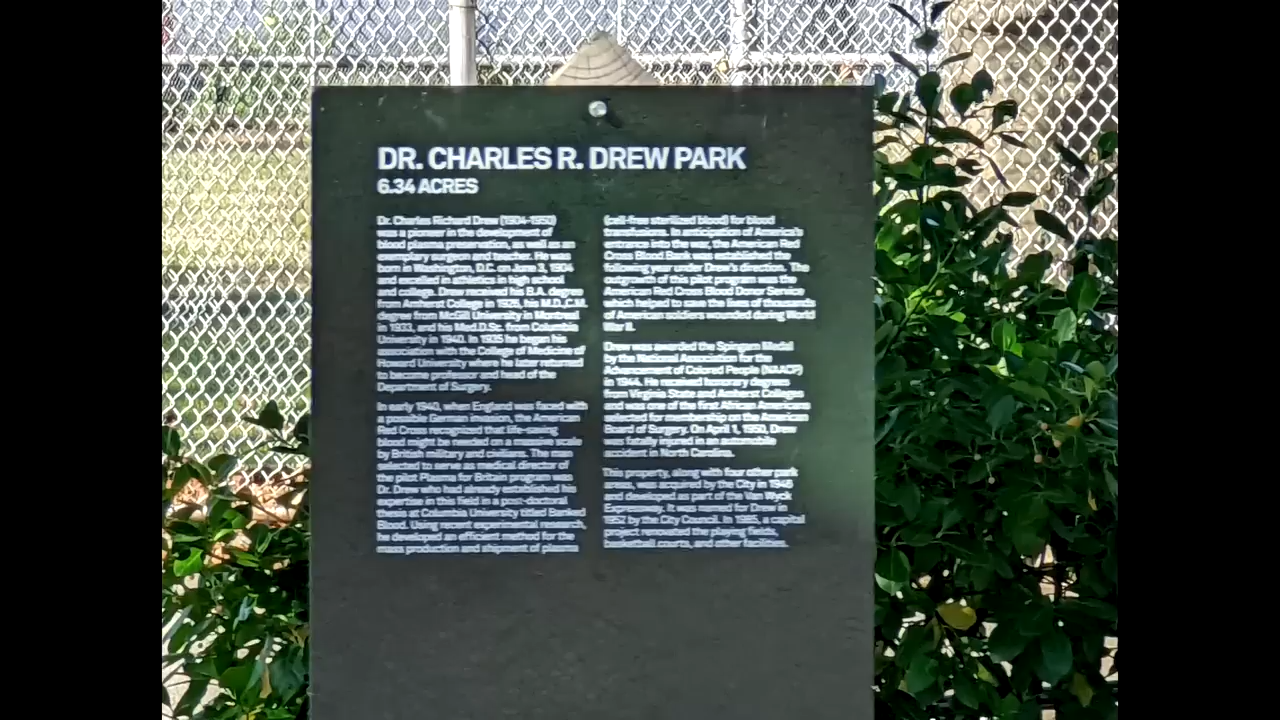 DR. CHARLES R. DREW PARK
6.34 ACRES
Dr. Charles Richard Drew (1904-1950)
was a pioneer in the development of
blood plasma preservation, as well as an
exemplary surgeon and teacher. He was
born in Washington, D.C. on June 3, 1904
and excelled in athletics in high school
and college. Drew received his B.A. degree
from Amherst College in 1926, his M.D.,C.M.
degree from McGill University in Montreal
in 1933, and his Med.D.Sc. from Columbia
University in 1940. In 1935 he began his
association with the College of Medicine of
Howard University where he later returned
to become professor and head of the
Department of Surgery.
In early 1940, when England was faced with
a possible German invasion, the American
Red Cross recognized that life-saving
blood might be needed on a massive scale
by British military and civilians. The man
selected to serve as medical director of
the pilot Plasma for Britain program was
Dr. Drew who had already established his
expertise in this field in a post-doctoral
thesis at Columbia University titled Banked
Blood. Using recent experimental research,
he developed an efficient method for the
mass production and shipment of plasma
(cell-free sterilized blood) for blood
transfusions. In anticipation of America's
entrance into the war, the American Red
Cross Blood Bank was established the
following year under Drew's direction. The
outgrowth of this pilot program was the
American Red Cross Blood Donor Service
which helped to save the lives of thousands
of American soldiers wounded during World
War II.
Drew was awarded the Spingarn Medal
by the National Association for the
Advancement of Colored People (NAACP)
in 1944. He received honorary degrees
from Virginia State and Amherst Colleges
and was one of the first African Americans
selected for membership on the American
Board of Surgery. On April 1, 1950, Drew
was fatally injured in an automobile
accident in North Carolina.
This property, along with four other park
sites, was acquired by the City in 1946
and developed as part of the Van Wyck
Expressway. It was named for Drew in
by the City Council. In a capital
project renovated the playing fields,
basketball courts, and other facilities.